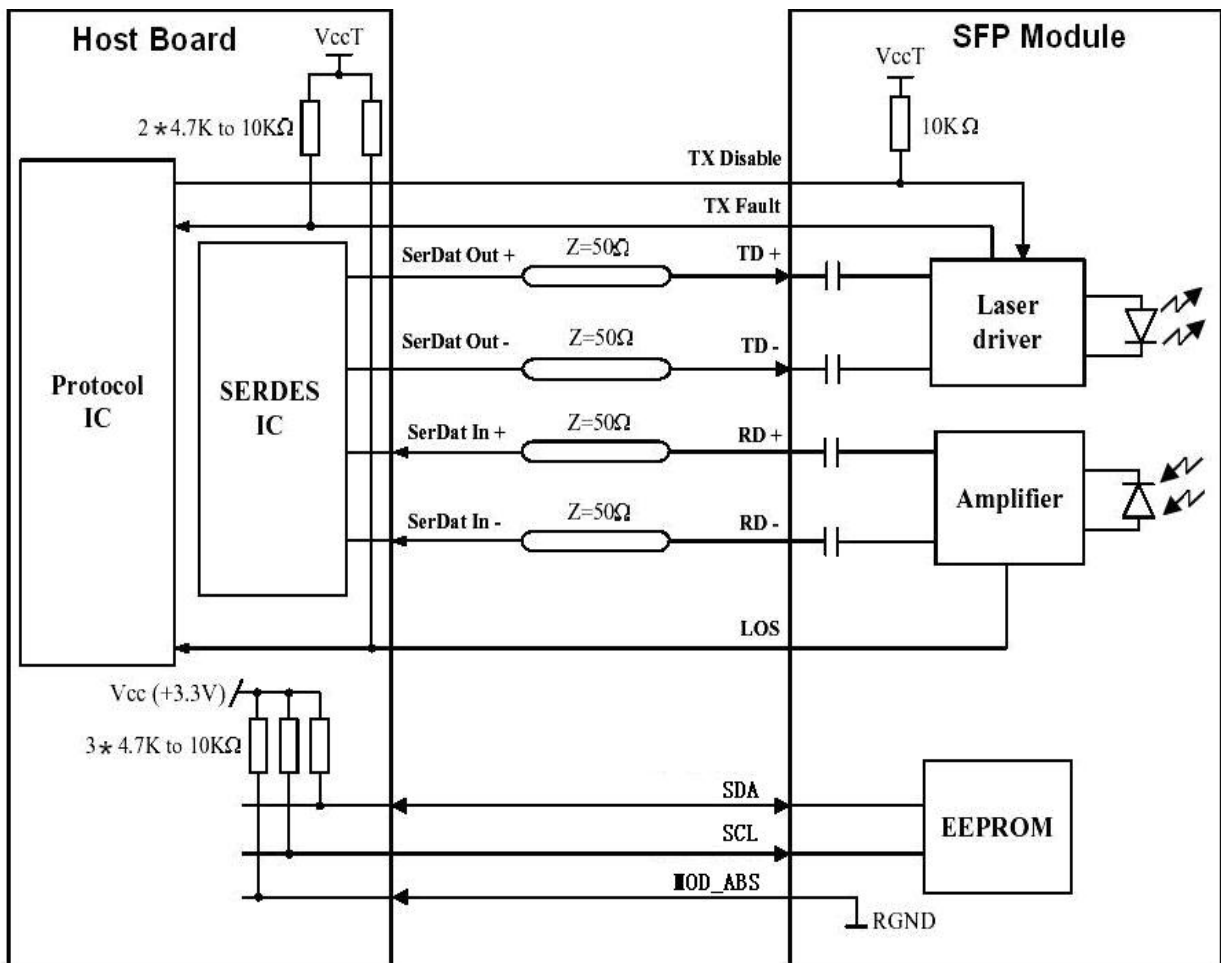 Host Board
SFP Module
VccT
VccT
2*4.7K to 10KΩ
10KΩ
TX Disable
TX Fault
SerDat Out +
Z=50Ω
TD +
Laser
driver
SerDat Out -
Z=50Ω
TD -
Protocol
IC
SERDES
IC
SerDat In +
Z=50Ω
RD +
Amplifier
SerDat In -
Z=50Ω
RD -
LOS
Vcc (+3.3V)
3*4.7K to 10KΩ
SDA
SCL
EEPROM
MOD_ABS
RGND